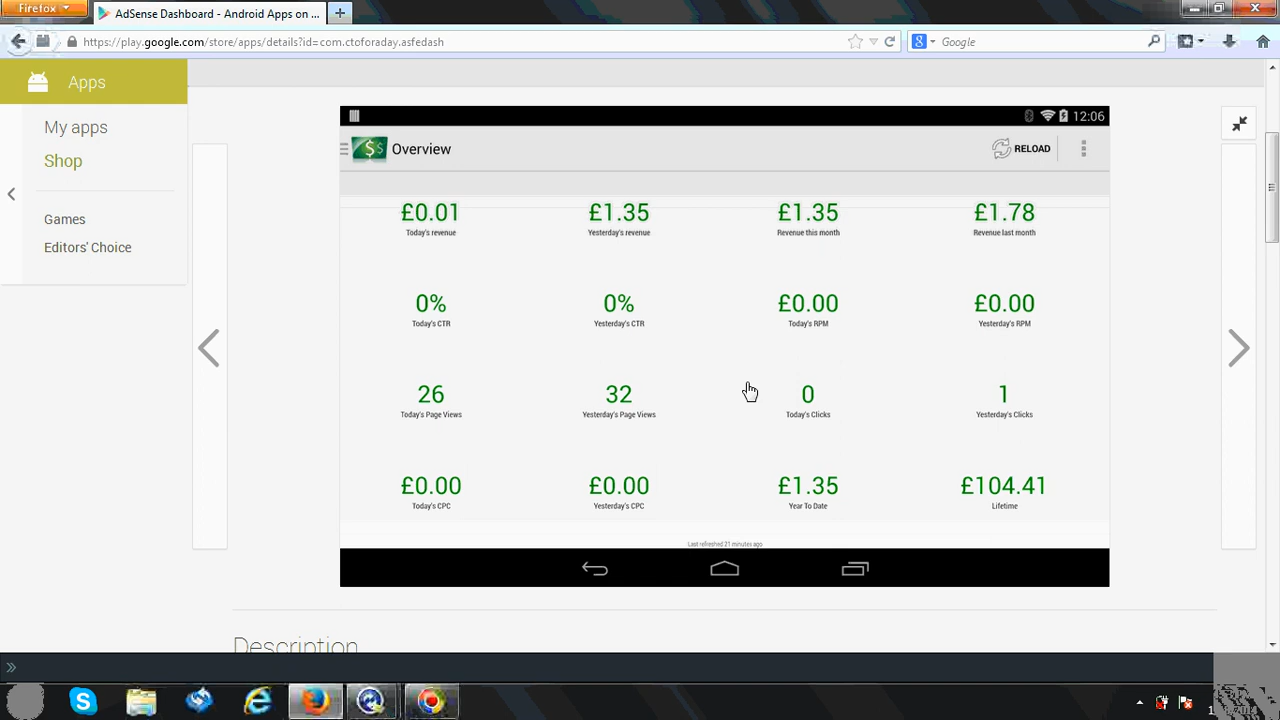 Firefox
AdSense Dashboard - Android Apps on ...
https://play.google.com/store/apps/details?id=com.ctoforaday.asfedash
Google
Apps
My apps
Shop
Games
Editors' Choice
12:06
Overview
RELOAD
£0.01 £1.35 £1.35 £1.78
Today's revenue Yesterday's revenue Revenue this month Revenue last month
0% 0% £0.00 £0.00
Today's CTR Yesterday's CTR Today's RPM Yesterday's RPM
26 32 0 1
Today's Page Views Yesterday's Page Views Today's Clicks Yesterday's Clicks
£0.00 £0.00 £1.35 £104.41
Today's CPC Yesterday's CPC Year To Date Lifetime
Last refreshed 21 minutes ago
Description